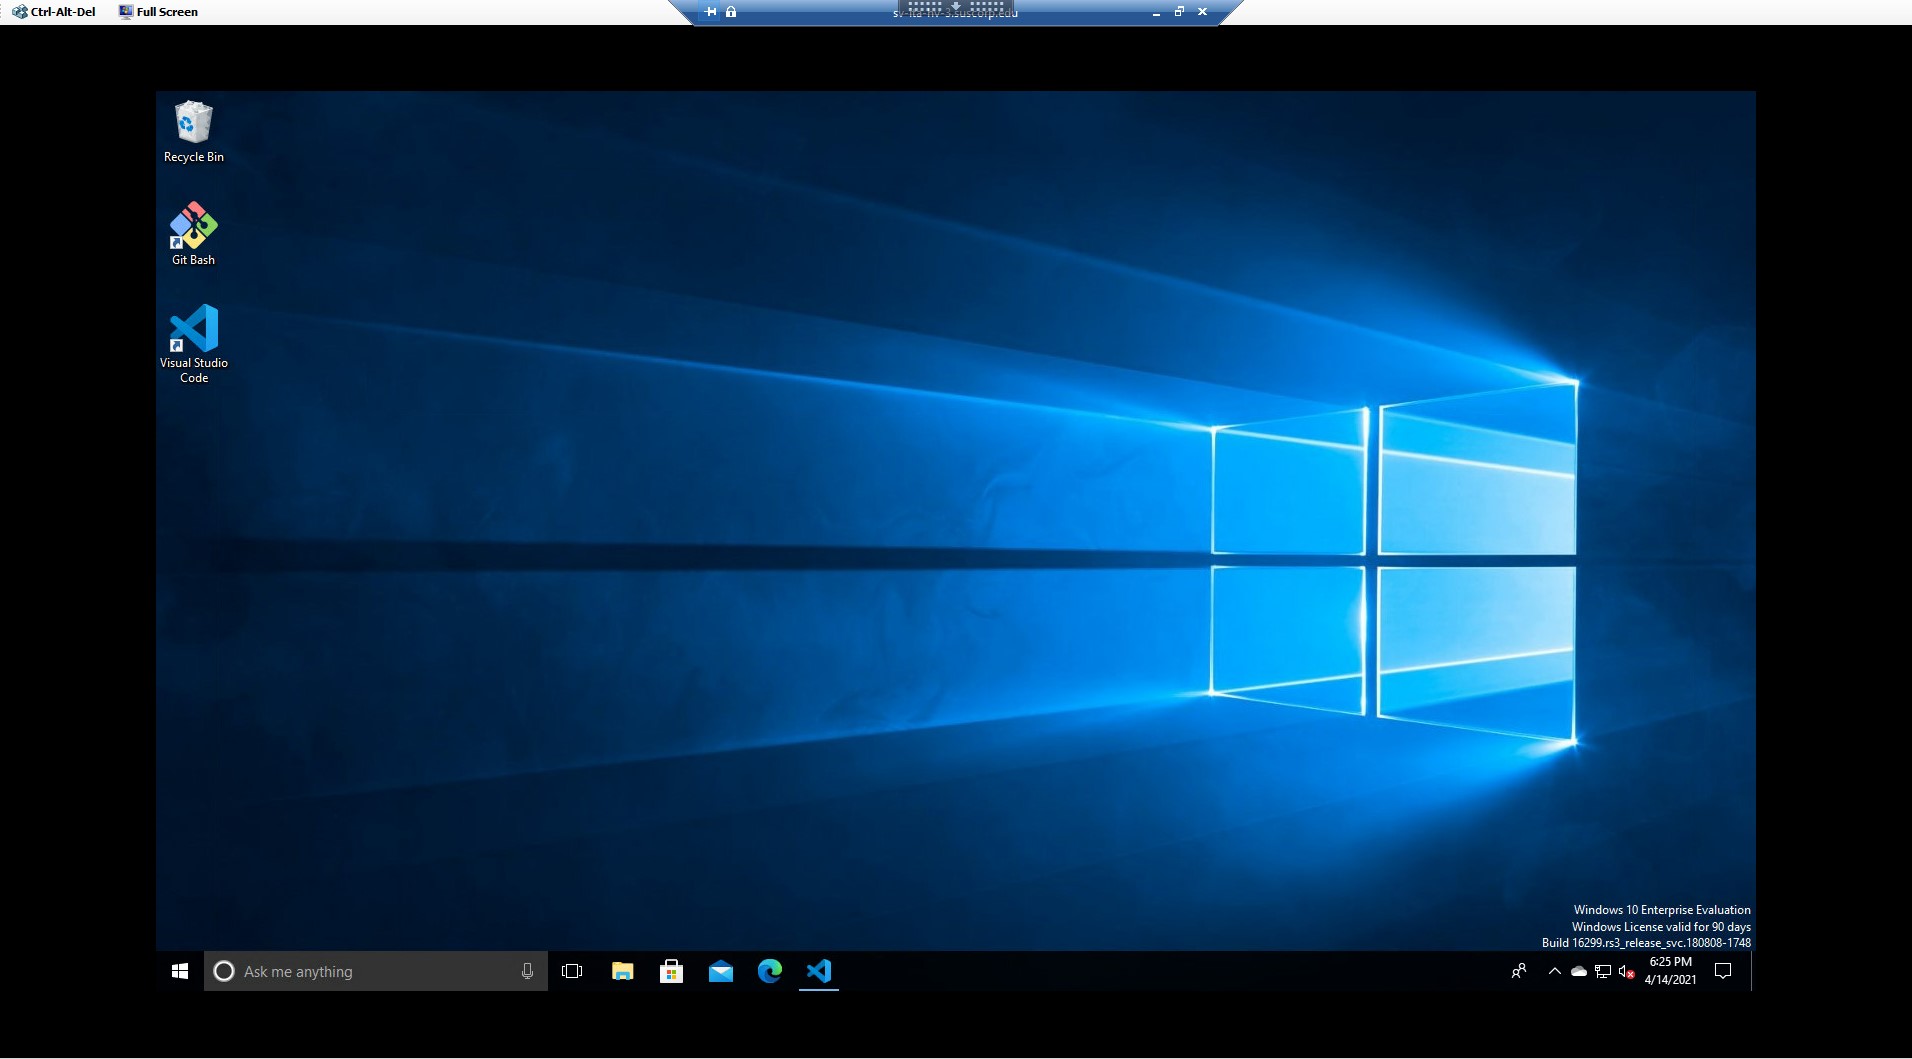 Ctrl-Alt-Del
Full Screen
Recycle Bin
Git Bash
Visual Studio
Code
Windows 10 Enterprise Evaluation
Windows License valid for 90 days
Build 16299.rs3_release_svc.180808-1748
Ask me anything
6:25 PM
4/14/2021